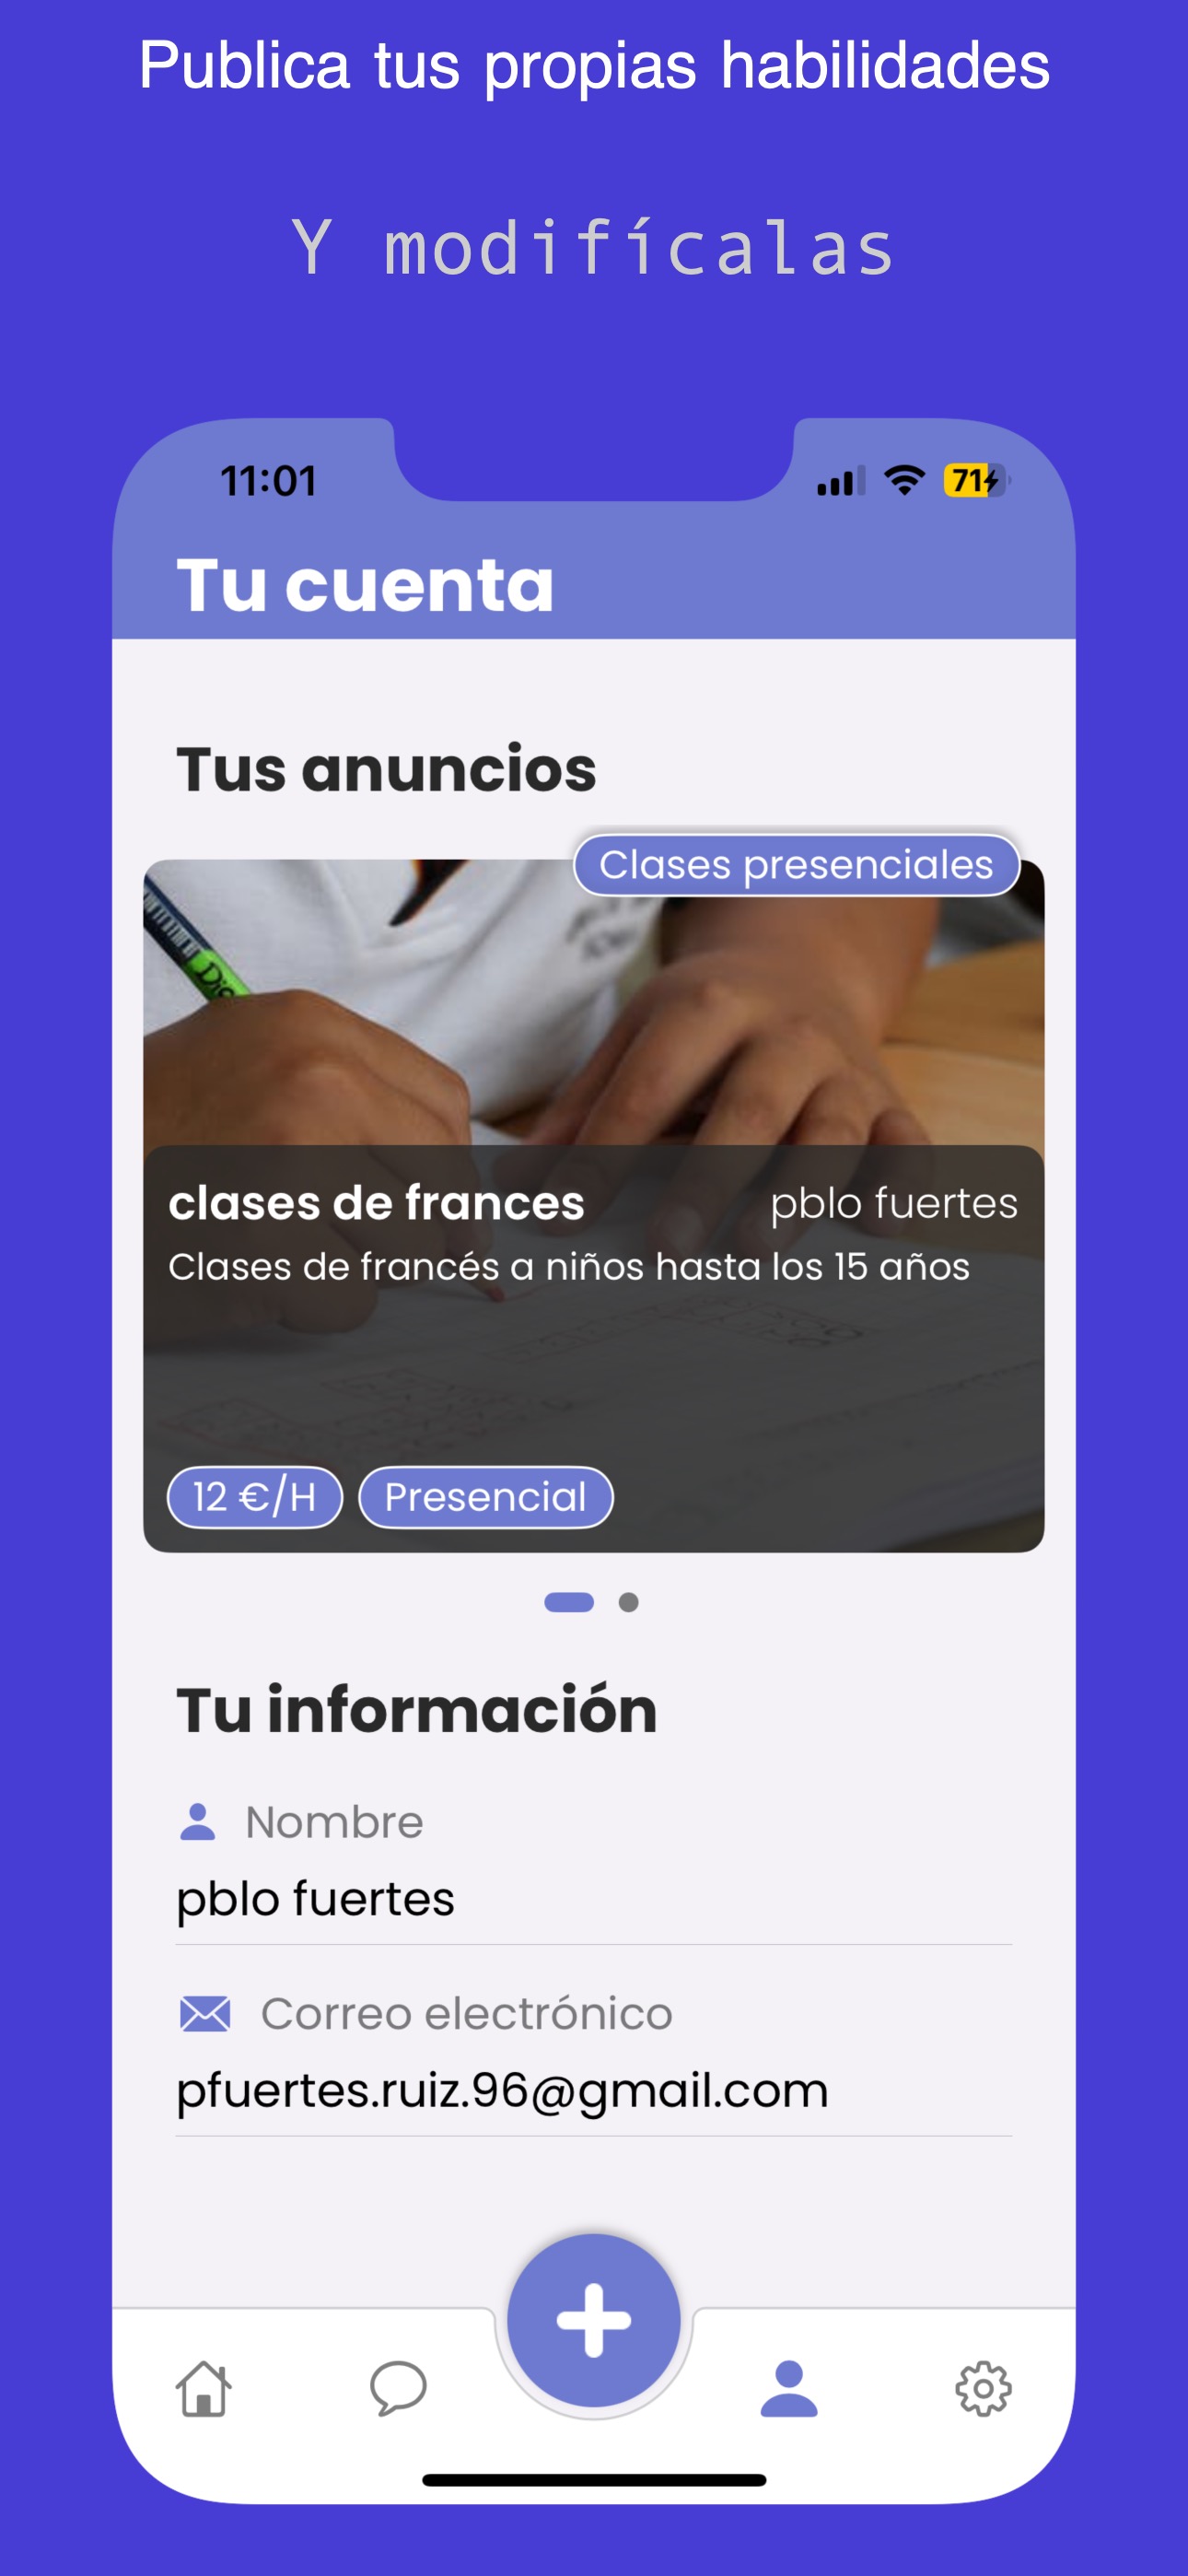 Publica tus propias habilidades
Y modifícalas
11:01
71
Tu cuenta
Tus anuncios
Clases presenciales
clases de frances
pblo fuertes
Clases de francés a niños hasta los 15 años
12 €/H
Presencial
Tu información
Nombre
pblo fuertes
Correo electrónico
pfuertes.ruiz.96@gmail.com